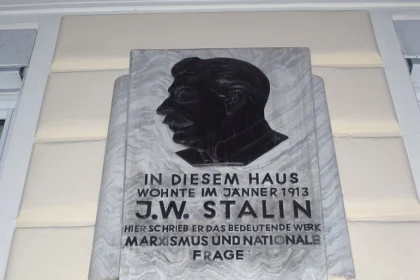 IN DIESEM HAUS
WOHNTE IM JÄNNER 1913
J.W. STALIN
HIER SCHRIEB ER DAS BEDEUTENDE WERK
MARXISMUS UND NATIONALE
FRAGE